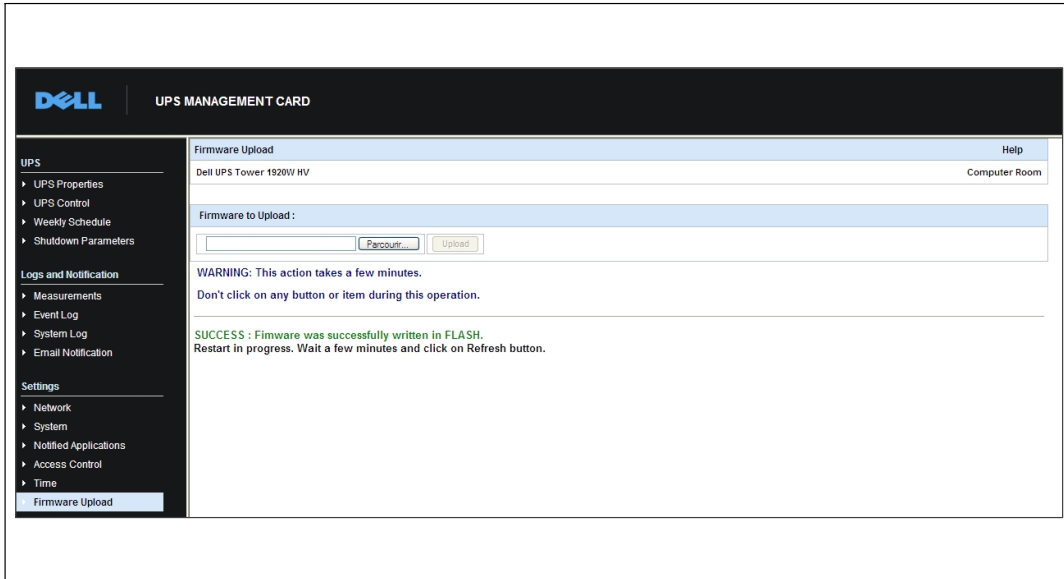 DELL
UPS MANAGEMENT CARD
UPS
UPS Properties
UPS Control
Weekly Schedule
Shutdown Parameters
Logs and Notification
Measurements
Event Log
System Log
Email Notification
Settings
Network
System
Notified Applications
Access Control
Time
Firmware Upload
Firmware Upload Help
Dell UPS Tower 1920W HV Computer Room
Firmware to Upload :
Parcourir... Upload
WARNING: This action takes a few minutes.
Don't click on any button or item during this operation.
SUCCESS : Fimware was successfully written in FLASH.
Restart in progress. Wait a few minutes and click on Refresh button.